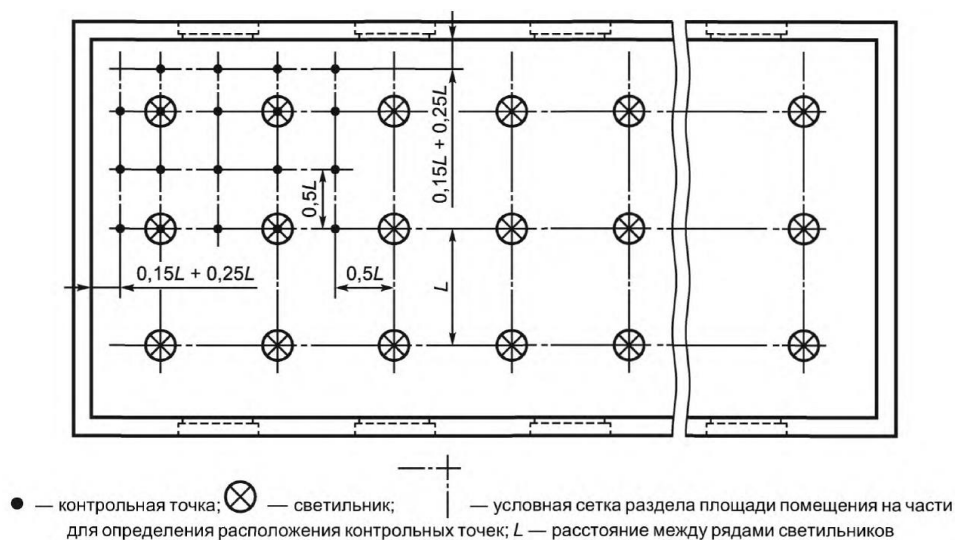 0,15L + 0,25L
0,5L
0,15L + 0,25L
0,5L
L
● — контрольная точка; — светильник; — условная сетка раздела площади помещения на части
для определения расположения контрольных точек; L — расстояние между рядами светильников